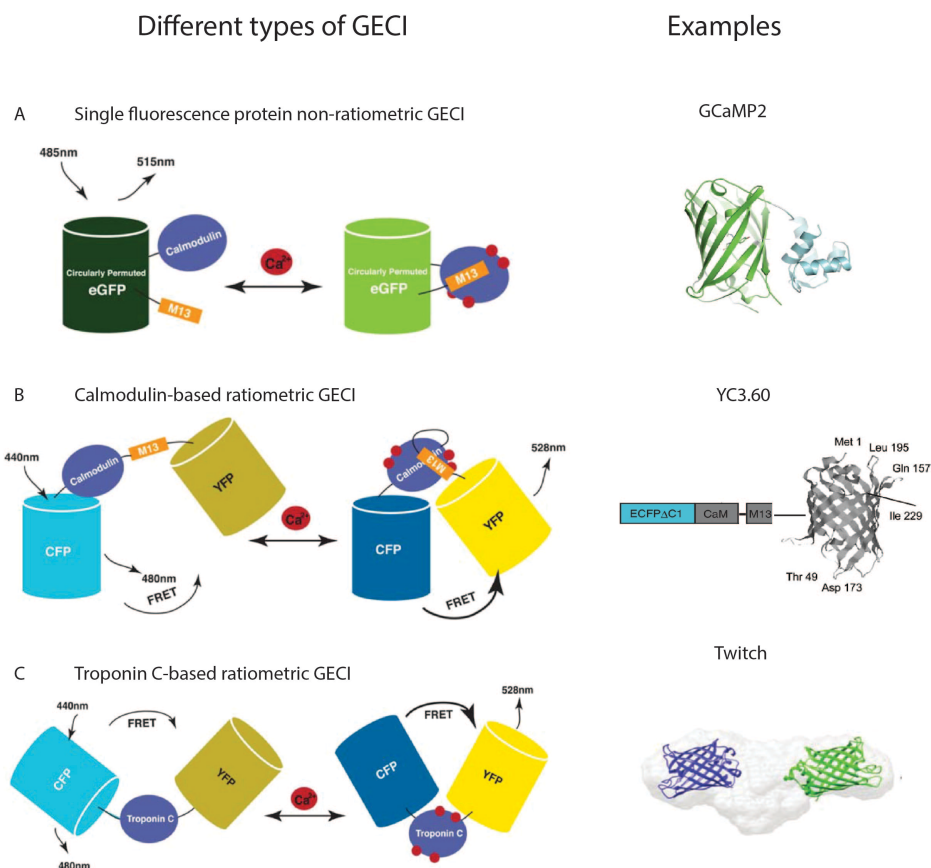 Different types of GECI
Examples
A Single fluorescence protein non-ratiometric GECI
GCaMP2
485nm
515nm
Calmodulin
Circularly Permuted
eGFP
M13
Ca2+
Circularly Permuted
eGFP
M13
B Calmodulin-based ratiometric GECI
YC3.60
440nm
Calmodulin
M13
YFP
CFP
480nm
FRET
Ca2+
Calmodulin
M13
528nm
YFP
CFP
FRET
ECFPΔC1 CaM M13
Met 1
Leu 195
Gln 157
Ile 229
Thr 49
Asp 173
C Troponin C-based ratiometric GECI
Twitch
440nm
FRET
CFP
YFP
Troponin C
480nm
Ca2+
FRET
528nm
CFP
YFP
Troponin C